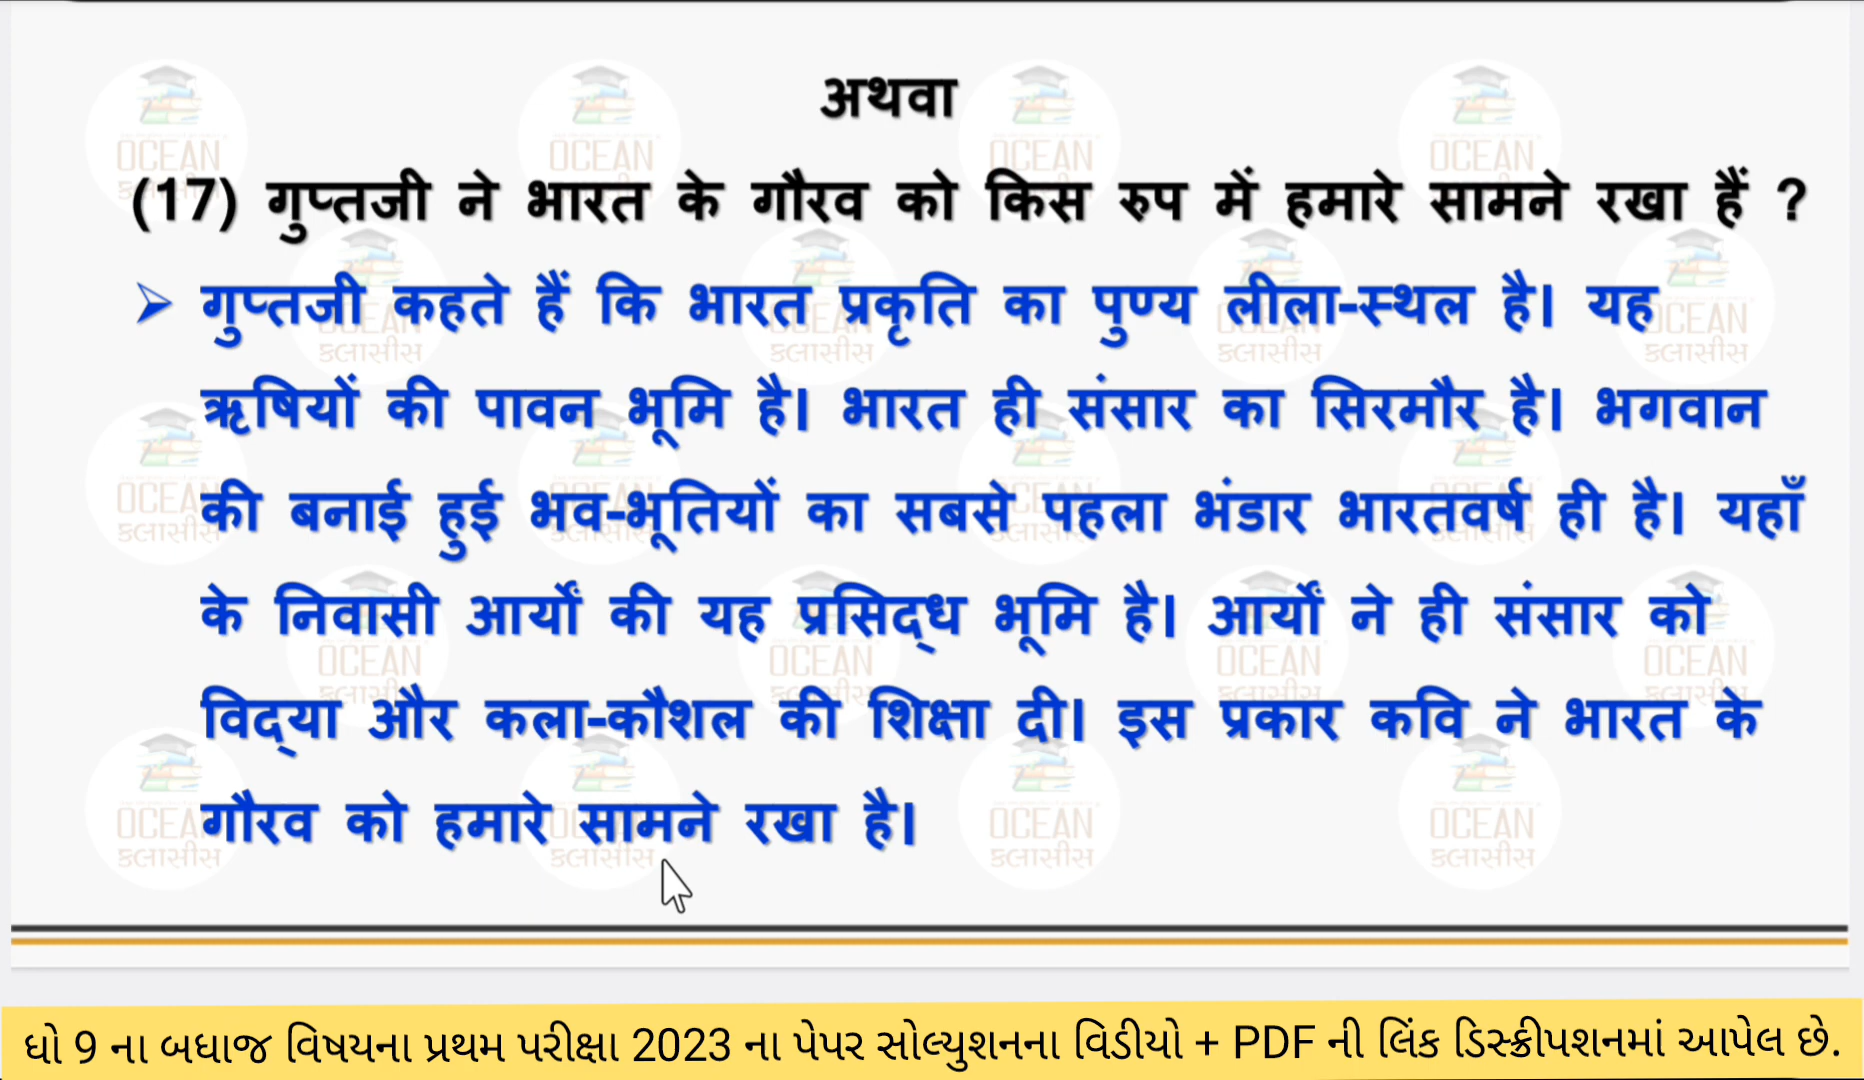 अथवा
(17) गुप्तजी ने भारत के गौरव को किस रुप में हमारे सामने रखा हैं ?
➢ गुप्तजी कहते हैं कि भारत प्रकृति का पुण्य लीला-स्थल है। यह
ऋषियों की पावन भूमि है। भारत ही संसार का सिरमौर है। भगवान
की बनाई हुई भव-भूतियों का सबसे पहला भंडार भारतवर्ष ही है। यहाँ
के निवासी आर्यों की यह प्रसिद्ध भूमि है। आर्यों ने ही संसार को
विद्या और कला-कौशल की शिक्षा दी। इस प्रकार कवि ने भारत के
गौरव को हमारे सामने रखा है।
OCEAN
ક્લાસીસ
ધો 9 ના બધાજ વિષયના પ્રથમ પરીક્ષા 2023 ના પેપર સોલ્યુશનના વિડીયો + PDF ની લિંક ડિસ્ક્રીપશનમાં આપેલ છે.